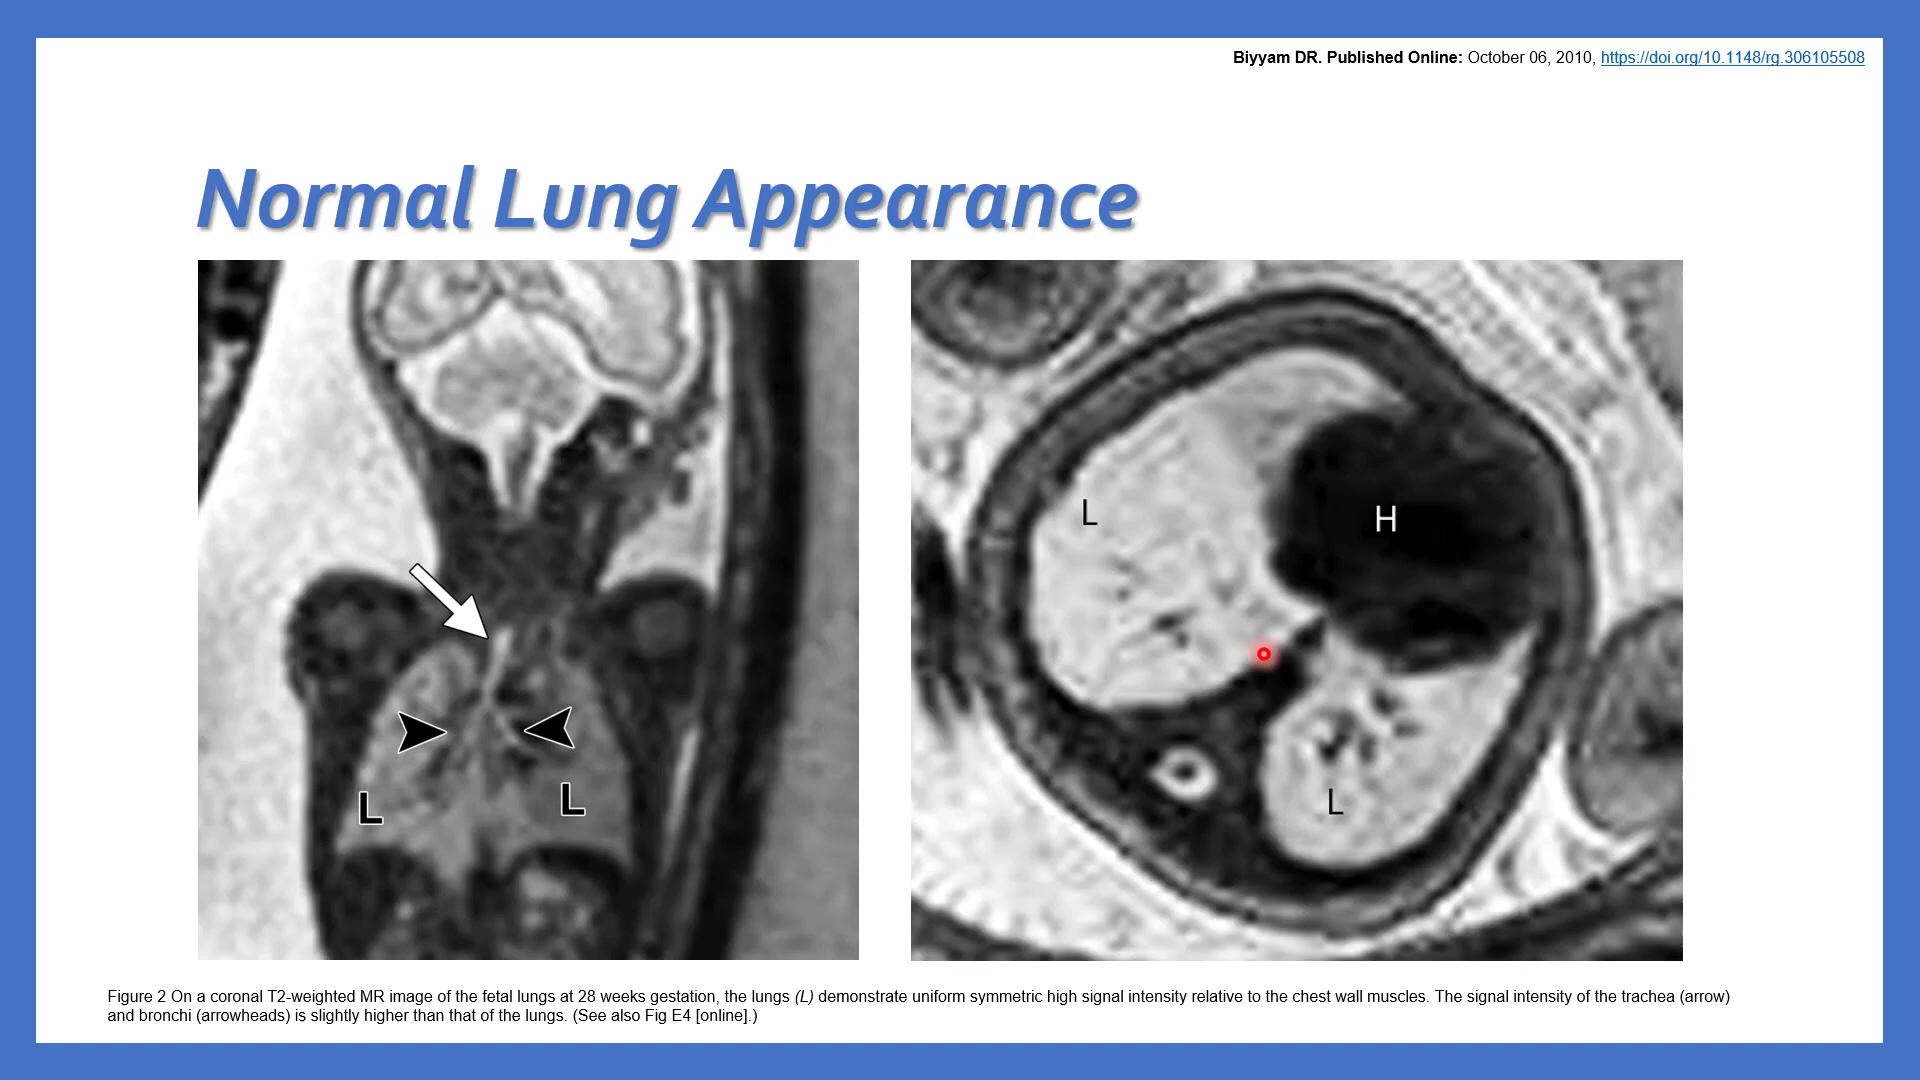 Biyyam DR. Published Online: October 06, 2010, https://doi.org/10.1148/rg.306105508
Normal Lung Appearance
L
H
L
L
L
Figure 2 On a coronal T2-weighted MR image of the fetal lungs at 28 weeks gestation, the lungs (L) demonstrate uniform symmetric high signal intensity relative to the chest wall muscles. The signal intensity of the trachea (arrow)
and bronchi (arrowheads) is slightly higher than that of the lungs. (See also Fig E4 [online].)